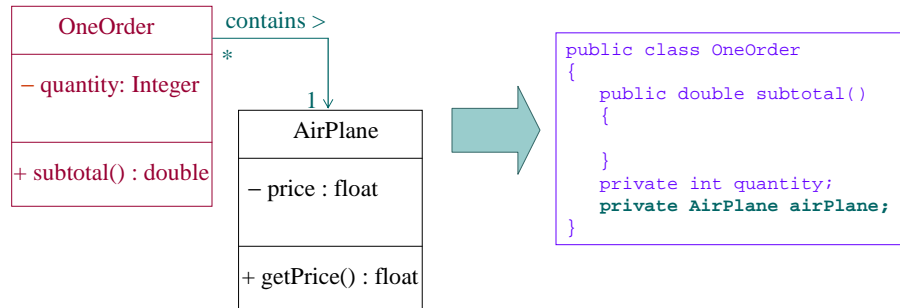 OneOrder
− quantity: Integer
+ subtotal() : double
contains >
*
1
AirPlane
− price : float
+ getPrice() : float
public class OneOrder
{
public double subtotal()
{
}
private int quantity;
private AirPlane airPlane;
}